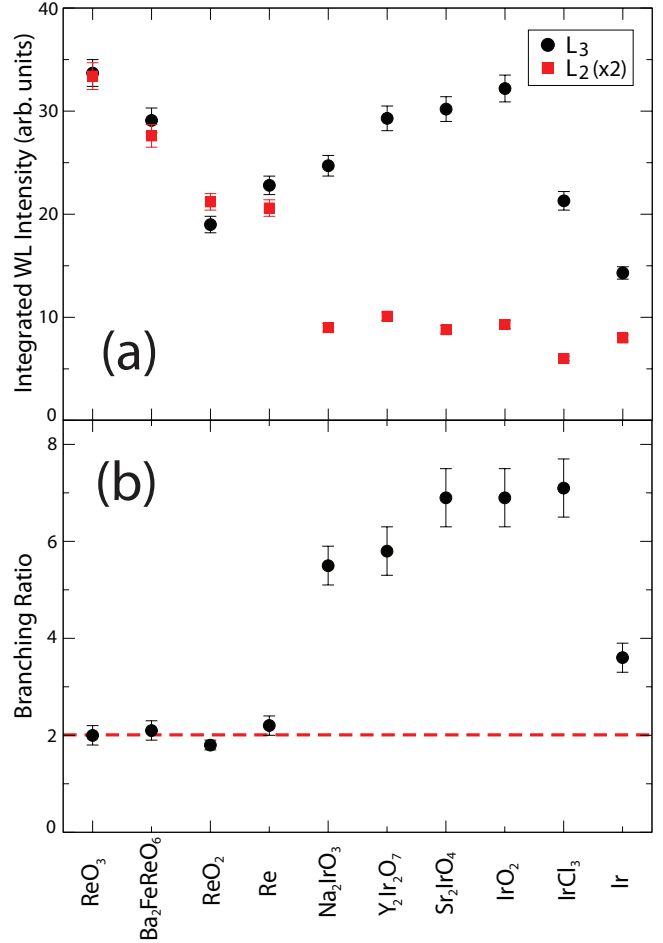 40
30
20
10
0
Integrated WL Intensity (arb. units)
L₃
L₂ (x2)
(a)
8
6
4
2
0
Branching Ratio
(b)
ReO₃
Ba₂FeReO₆
ReO₂
Re
Na₂IrO₃
Y₂Ir₂O₇
Sr₂IrO₄
IrO₂
IrCl₃
Ir